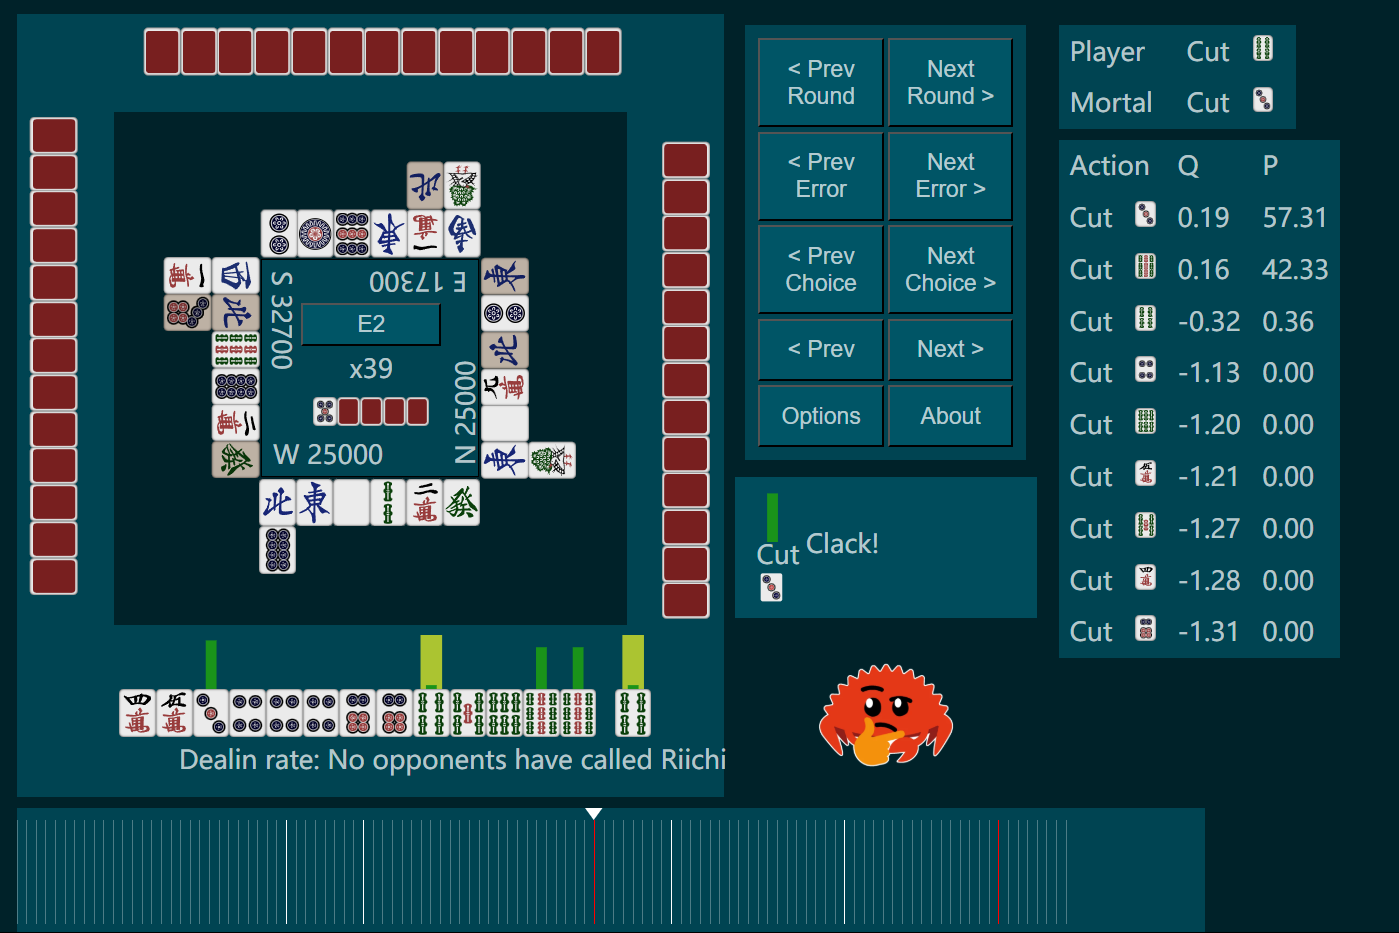 E 17300
S 32700
E2
x39
N 25000
W 25000
Dealin rate: No opponents have called Riichi
< Prev
Round
Next
Round >
< Prev
Error
Next
Error >
< Prev
Choice
Next
Choice >
< Prev
Next >
Options
About
Cut
Clack!
Player Cut
Mortal Cut
Action Q P
Cut 0.19 57.31
Cut 0.16 42.33
Cut -0.32 0.36
Cut -1.13 0.00
Cut -1.20 0.00
Cut -1.21 0.00
Cut -1.27 0.00
Cut -1.28 0.00
Cut -1.31 0.00